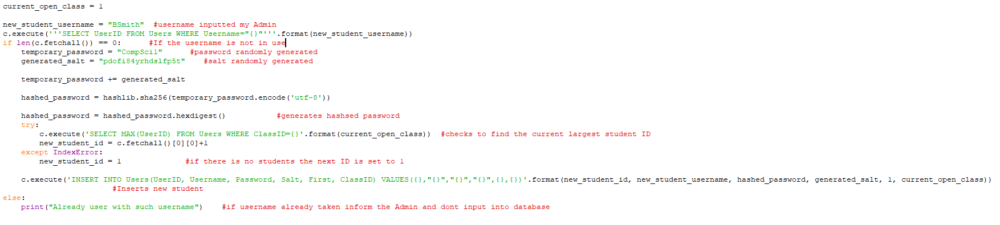 current_open_class = 1
new_student_username = "BSmith"  #username inputted my Admin
c.execute('''SELECT UserID FROM Users WHERE Username="{}"'''.format(new_student_username))
if len(c.fetchall()) == 0:      #If the username is not in use
    temporary_password = "CompSci1"      #password randomly generated
    generated_salt = "pdofi84yrhdslfp5t"    #salt randomly generated
    temporary_password += generated_salt
    hashed_password = hashlib.sha256(temporary_password.encode('utf-8'))
    hashed_password = hashed_password.hexdigest()           #generates hashsed password
    try:
        c.execute('SELECT MAX(UserID) FROM Users WHERE ClassID={}'.format(current_open_class))  #checks to find the current largest student ID
        new_student_id = c.fetchall()[0][0]+1
    except IndexError:
        new_student_id = 1              #if there is no students the next ID is set to 1
    c.execute('INSERT INTO Users(UserID, Username, Password, Salt, First, ClassID) VALUES({},"{}","{}","{}",{},{})'.format(new_student_id, new_student_username, hashed_password, generated_salt, 1, current_open_class))
                        #Inserts new student
else:
    print("Already user with such username")    #if username already taken inform the Admin and dont input into database